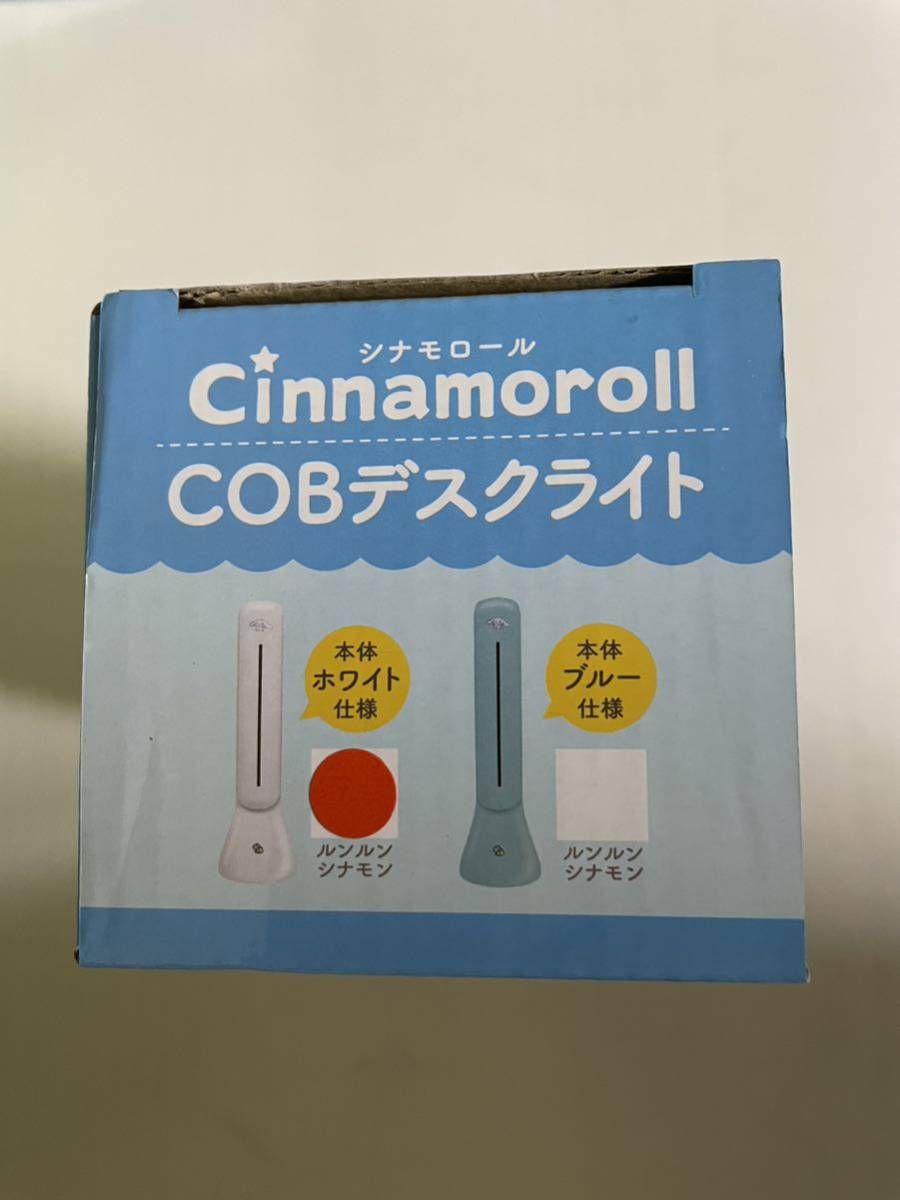 シナモロール
Cinnamoroll
COBデスクライト
本体
ホワイト
仕様
ルンルン
シナモン
本体
ブルー
仕様
ルンルン
シナモン